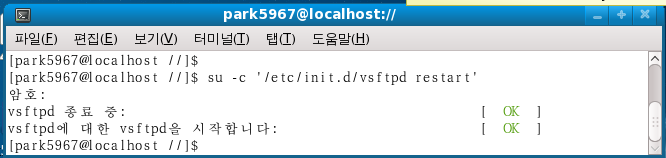 park5967@localhost://
파일(F) 편집(E) 보기(V) 터미널(T) 탭(T) 도움말(H)
[park5967@localhost //]$
[park5967@localhost //]$ su -c '/etc/init.d/vsftpd restart'
암호:
vsftpd 종료 중: [ OK ]
vsftpd에 대한 vsftpd을 시작합니다: [ OK ]
[park5967@localhost //]$